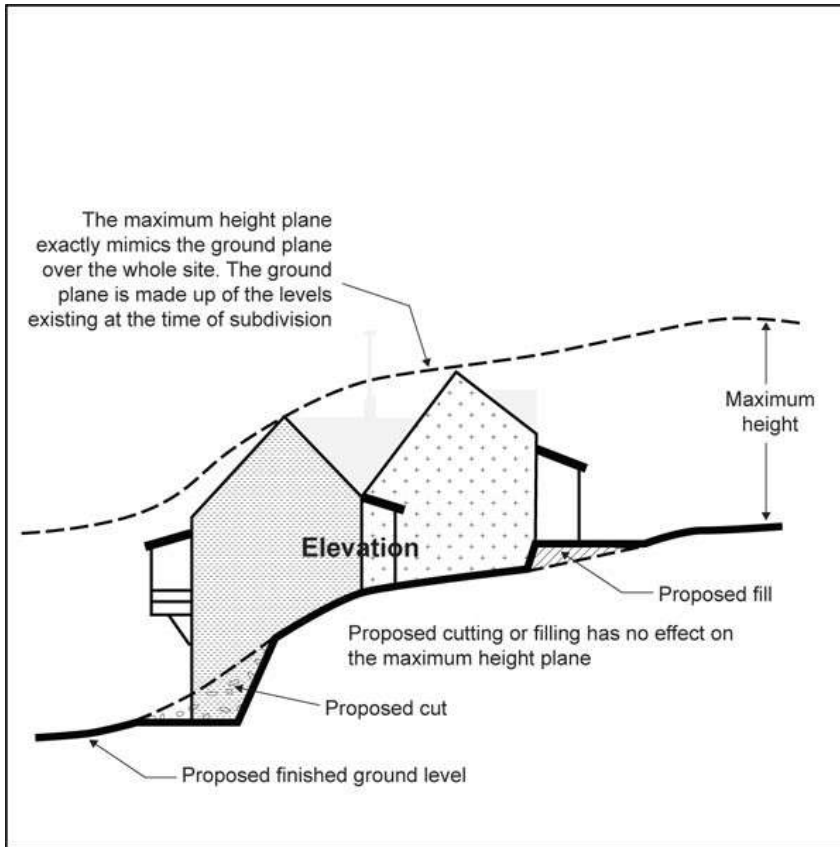 The maximum height plane
exactly mimics the ground plane
over the whole site. The ground
plane is made up of the levels
existing at the time of subdivision
Maximum
height
Elevation
Proposed fill
Proposed cutting or filling has no effect on
the maximum height plane
Proposed cut
Proposed finished ground level